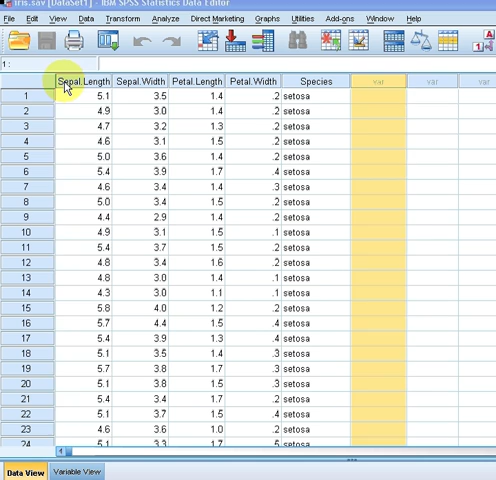 iris.sav [DataSet1] - IBM SPSS Statistics Data Editor
File Edit View Data Transform Analyze Direct Marketing Graphs Utilities Add-ons Window Help
1 :
Sepal.Length Sepal.Width Petal.Length Petal.Width Species var var var
1 5.1 3.5 1.4 .2 setosa
2 4.9 3.0 1.4 .2 setosa
3 4.7 3.2 1.3 .2 setosa
4 4.6 3.1 1.5 .2 setosa
5 5.0 3.6 1.4 .2 setosa
6 5.4 3.9 1.7 .4 setosa
7 4.6 3.4 1.4 .3 setosa
8 5.0 3.4 1.5 .2 setosa
9 4.4 2.9 1.4 .2 setosa
10 4.9 3.1 1.5 .1 setosa
11 5.4 3.7 1.5 .2 setosa
12 4.8 3.4 1.6 .2 setosa
13 4.8 3.0 1.4 .1 setosa
14 4.3 3.0 1.1 .1 setosa
15 5.8 4.0 1.2 .2 setosa
16 5.7 4.4 1.5 .4 setosa
17 5.4 3.9 1.3 .4 setosa
18 5.1 3.5 1.4 .3 setosa
19 5.7 3.8 1.7 .3 setosa
20 5.1 3.8 1.5 .3 setosa
21 5.4 3.4 1.7 .2 setosa
22 5.1 3.7 1.5 .4 setosa
23 4.6 3.6 1.0 .2 setosa
24 5.1 3.3 1.7 .5 setosa
Data View Variable View